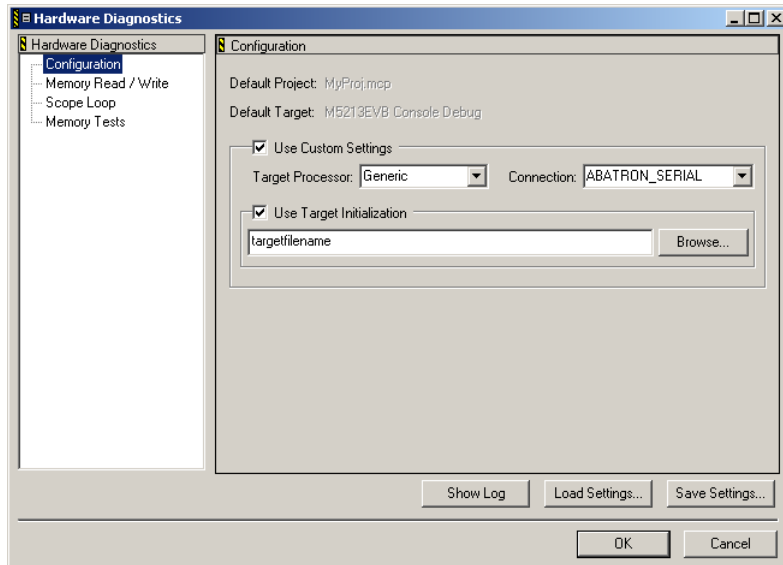 Hardware Diagnostics
Hardware Diagnostics
Configuration
Memory Read / Write
Scope Loop
Memory Tests
Configuration
Default Project: MyProj.mcp
Default Target: M5213EVB Console Debug
Use Custom Settings
Target Processor: Generic Connection: ABATRON_SERIAL
Use Target Initialization
targetfilename Browse...
Show Log Load Settings... Save Settings...
OK Cancel